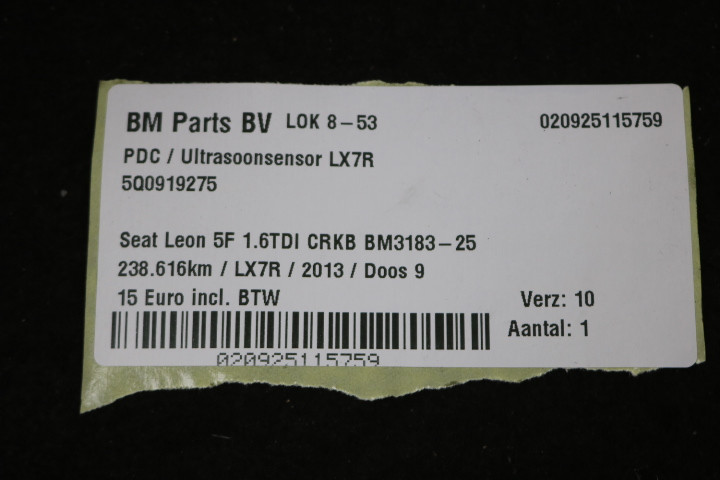 BM Parts BV LOK 8-53 020925115759
PDC / Ultrasoonsensor LX7R
5Q0919275
Seat Leon 5F 1.6TDI CRKB BM3183-25
238.616km / LX7R / 2013 / Doos 9
15 Euro incl. BTW Verz: 10
Aantal: 1
020925115759